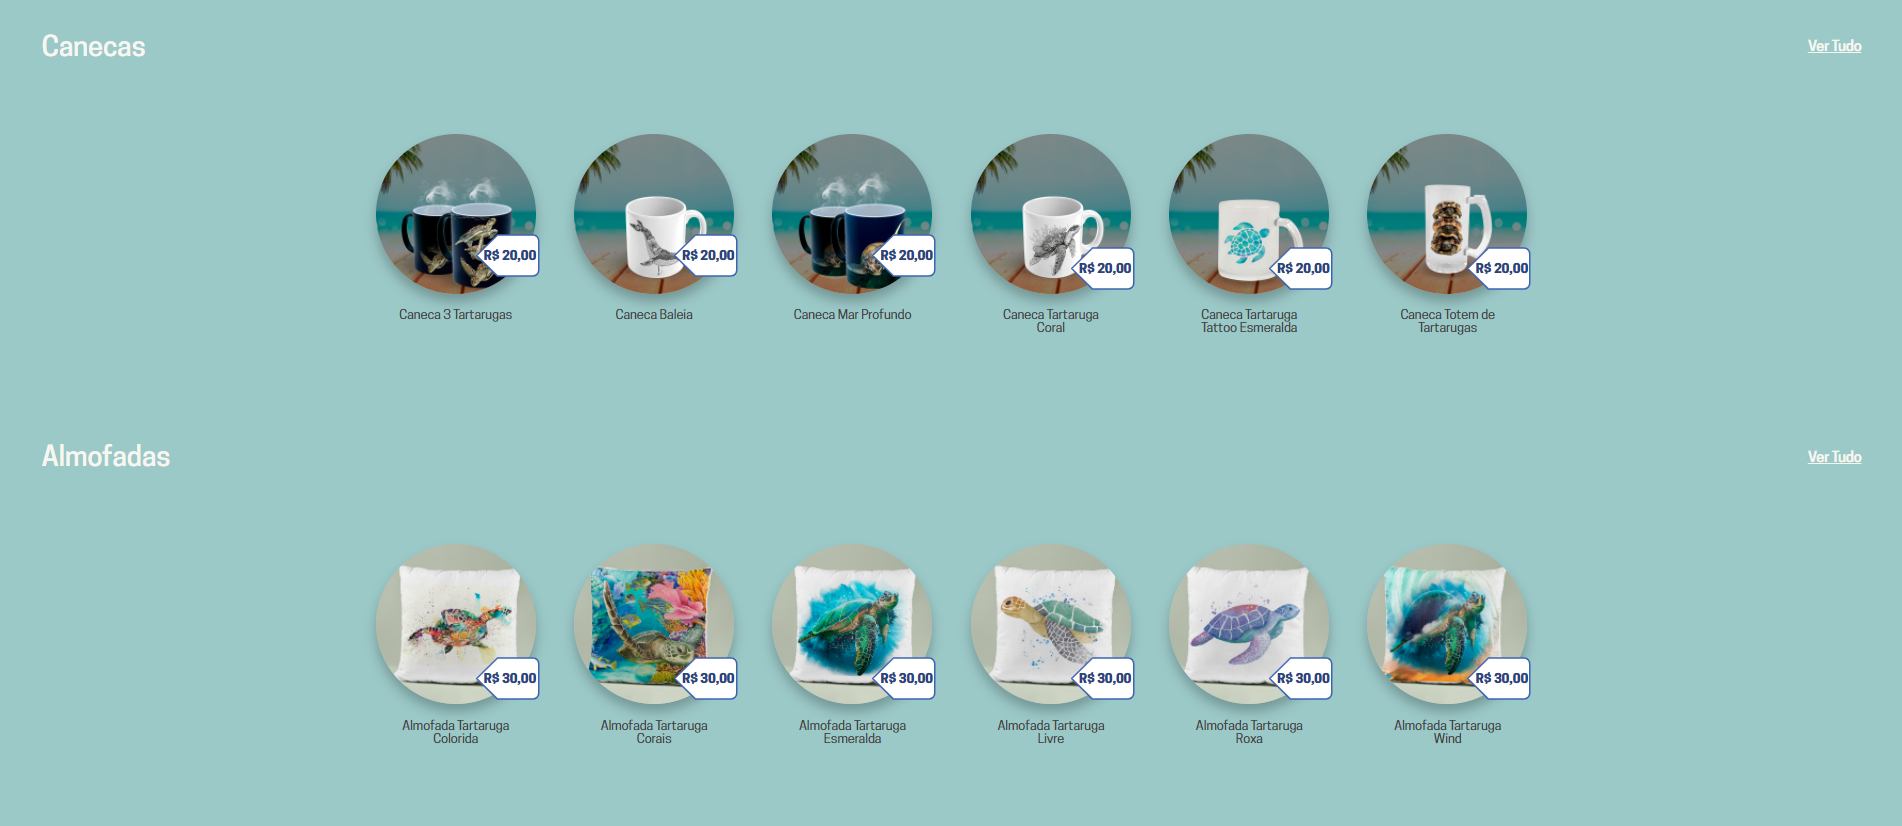 Canecas
Ver Tudo
R$ 20,00
R$ 20,00
R$ 20,00
R$ 20,00
R$ 20,00
R$ 20,00
Caneca 3 Tartarugas
Caneca Baleia
Caneca Mar Profundo
Caneca Tartaruga
Coral
Caneca Tartaruga
Tattoo Esmeralda
Caneca Totem de
Tartarugas
Almofadas
Ver Tudo
R$ 30,00
R$ 30,00
R$ 30,00
R$ 30,00
R$ 30,00
R$ 30,00
Almofada Tartaruga
Colorida
Almofada Tartaruga
Corais
Almofada Tartaruga
Esmeralda
Almofada Tartaruga
Livre
Almofada Tartaruga
Roxa
Almofada Tartaruga
Wind